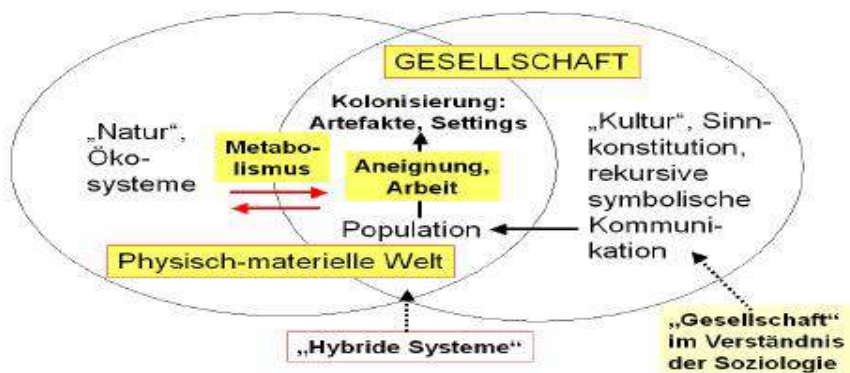 GESELLSCHAFT
Kolonisierung:
Artefakte, Settings
„Natur“,
Öko-
systeme
Metabo-
lismus
Aneignung,
Arbeit
Population
„Kultur“, Sinn-
konstitution,
rekursive
symbolische
Kommuni-
kation
Physisch-materielle Welt
„Hybride Systeme“
„Gesellschaft“
im Verständnis
der Soziologie